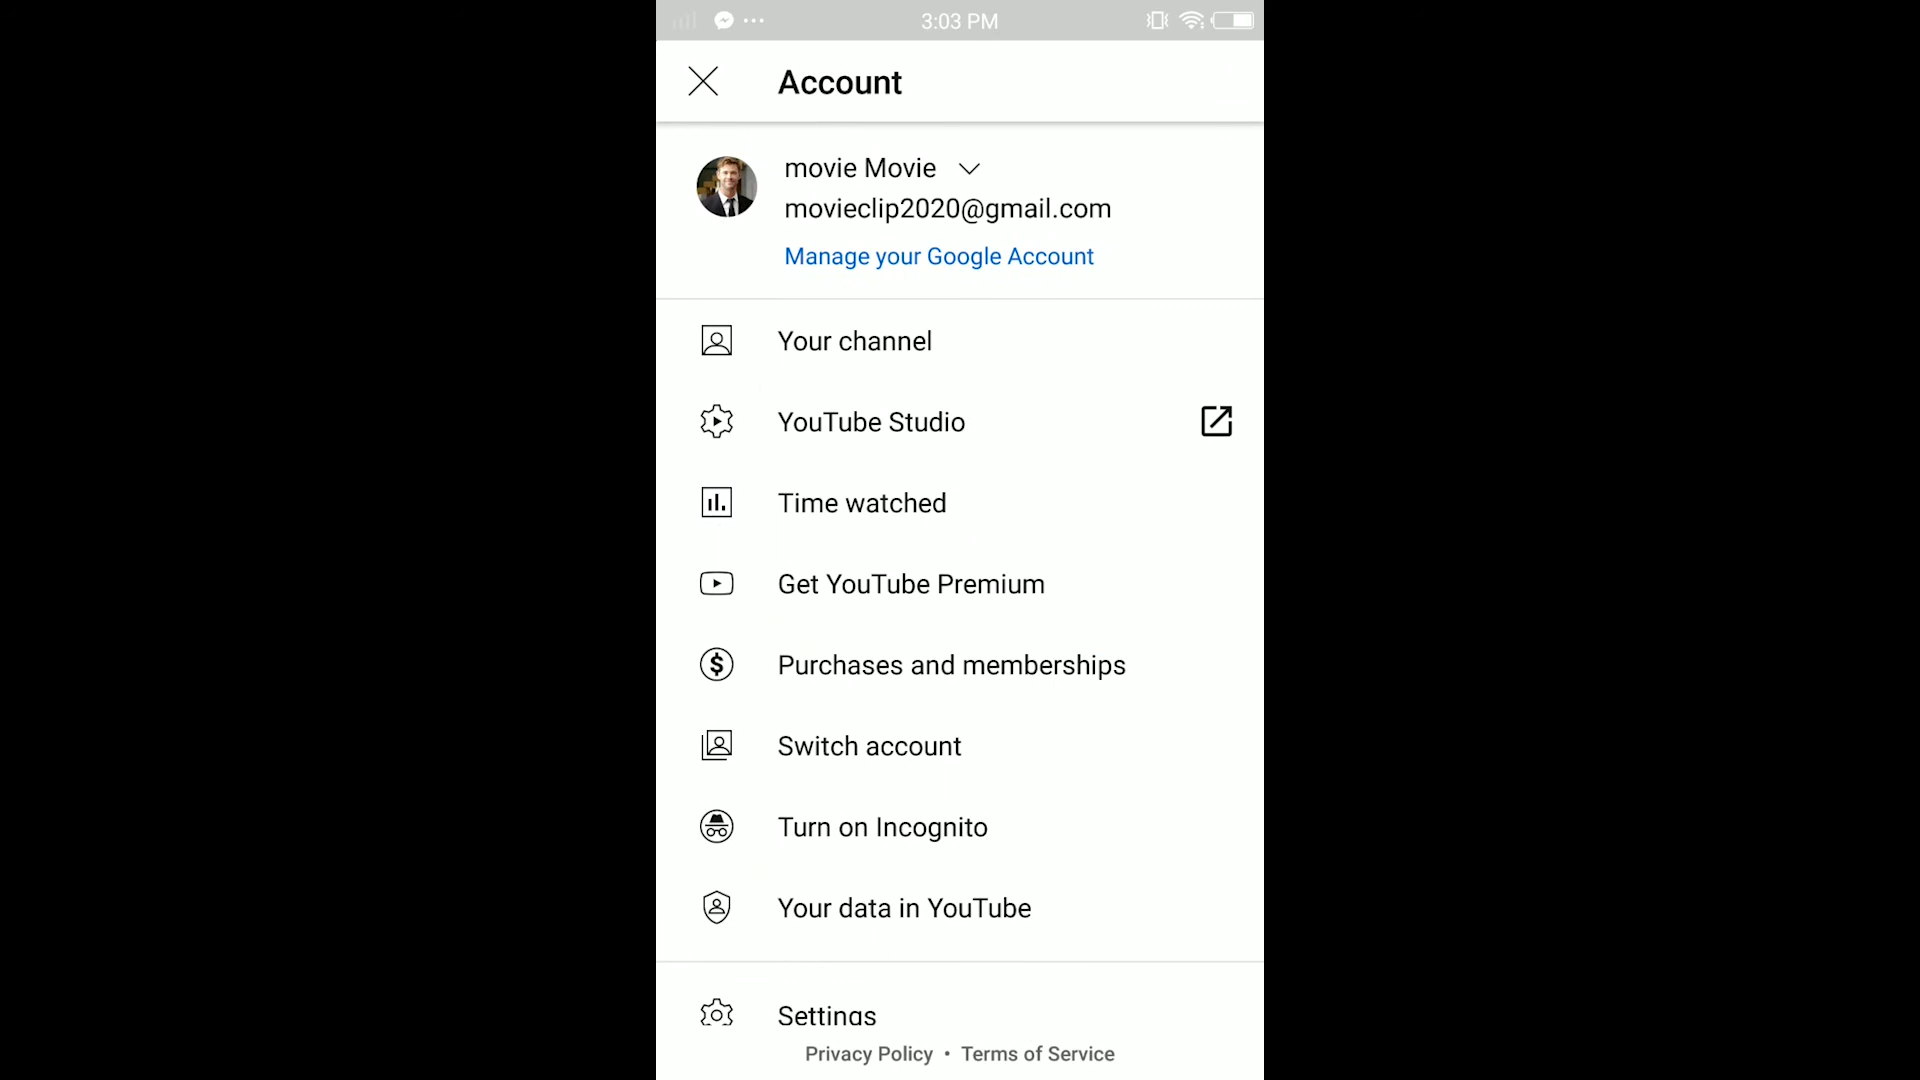 3:03 PM
Account
movie Movie
movieclip2020@gmail.com
Manage your Google Account
Your channel
YouTube Studio
Time watched
Get YouTube Premium
Purchases and memberships
Switch account
Turn on Incognito
Your data in YouTube
Settings
Privacy Policy • Terms of Service